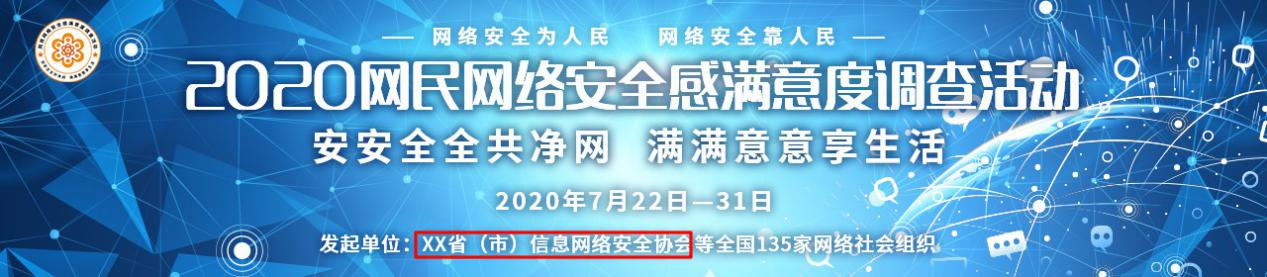 网络安全为人民 网络安全靠人民
2020网民网络安全感满意度调查活动
安安全全共净网 满满意意享生活
2020年7月22日—31日
发起单位：XX省（市）信息网络安全协会等全国135家网络社会组织